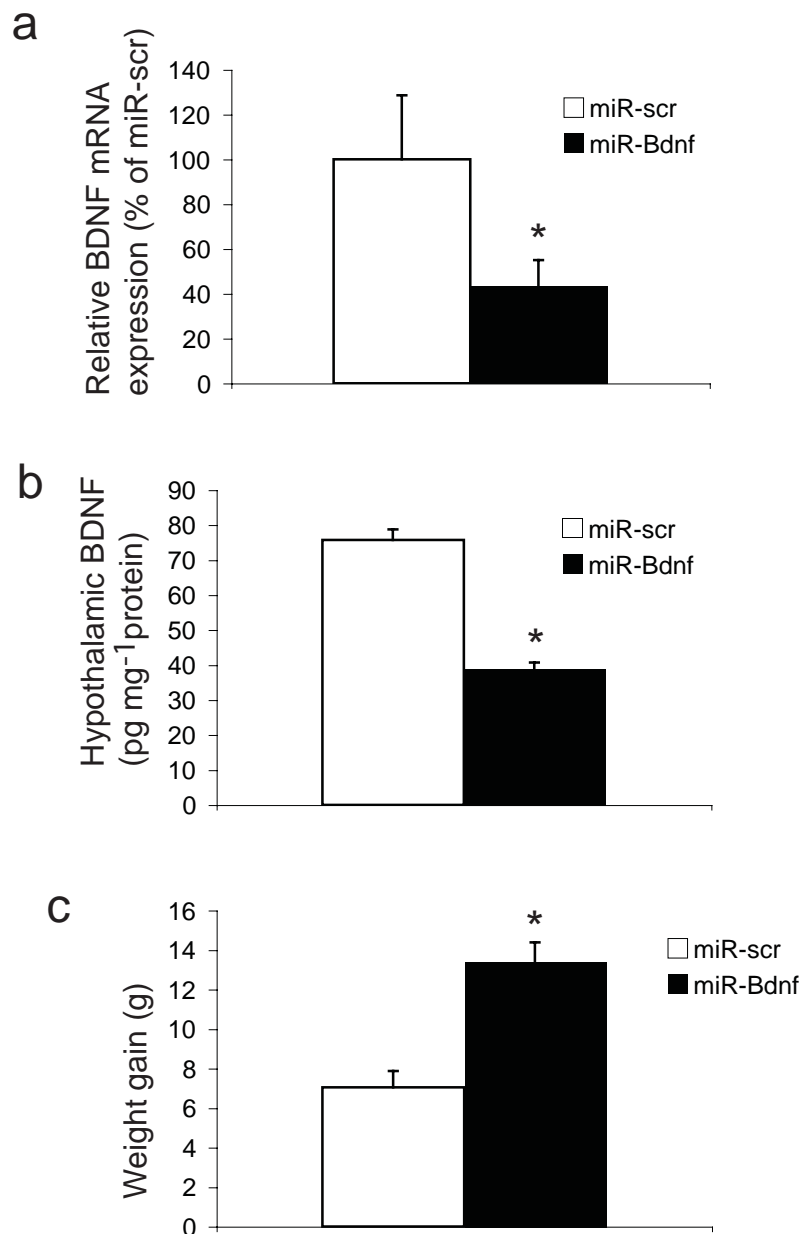 a
Relative BDNF mRNA
expression (% of miR-scr)
140
120
100
80
60
40
20
0
*
miR-scr
miR-Bdnf
b
Hypothalamic BDNF
(pg mg⁻¹protein)
90
80
70
60
50
40
30
20
10
0
*
miR-scr
miR-Bdnf
c
Weight gain (g)
16
14
12
10
8
6
4
2
0
*
miR-scr
miR-Bdnf